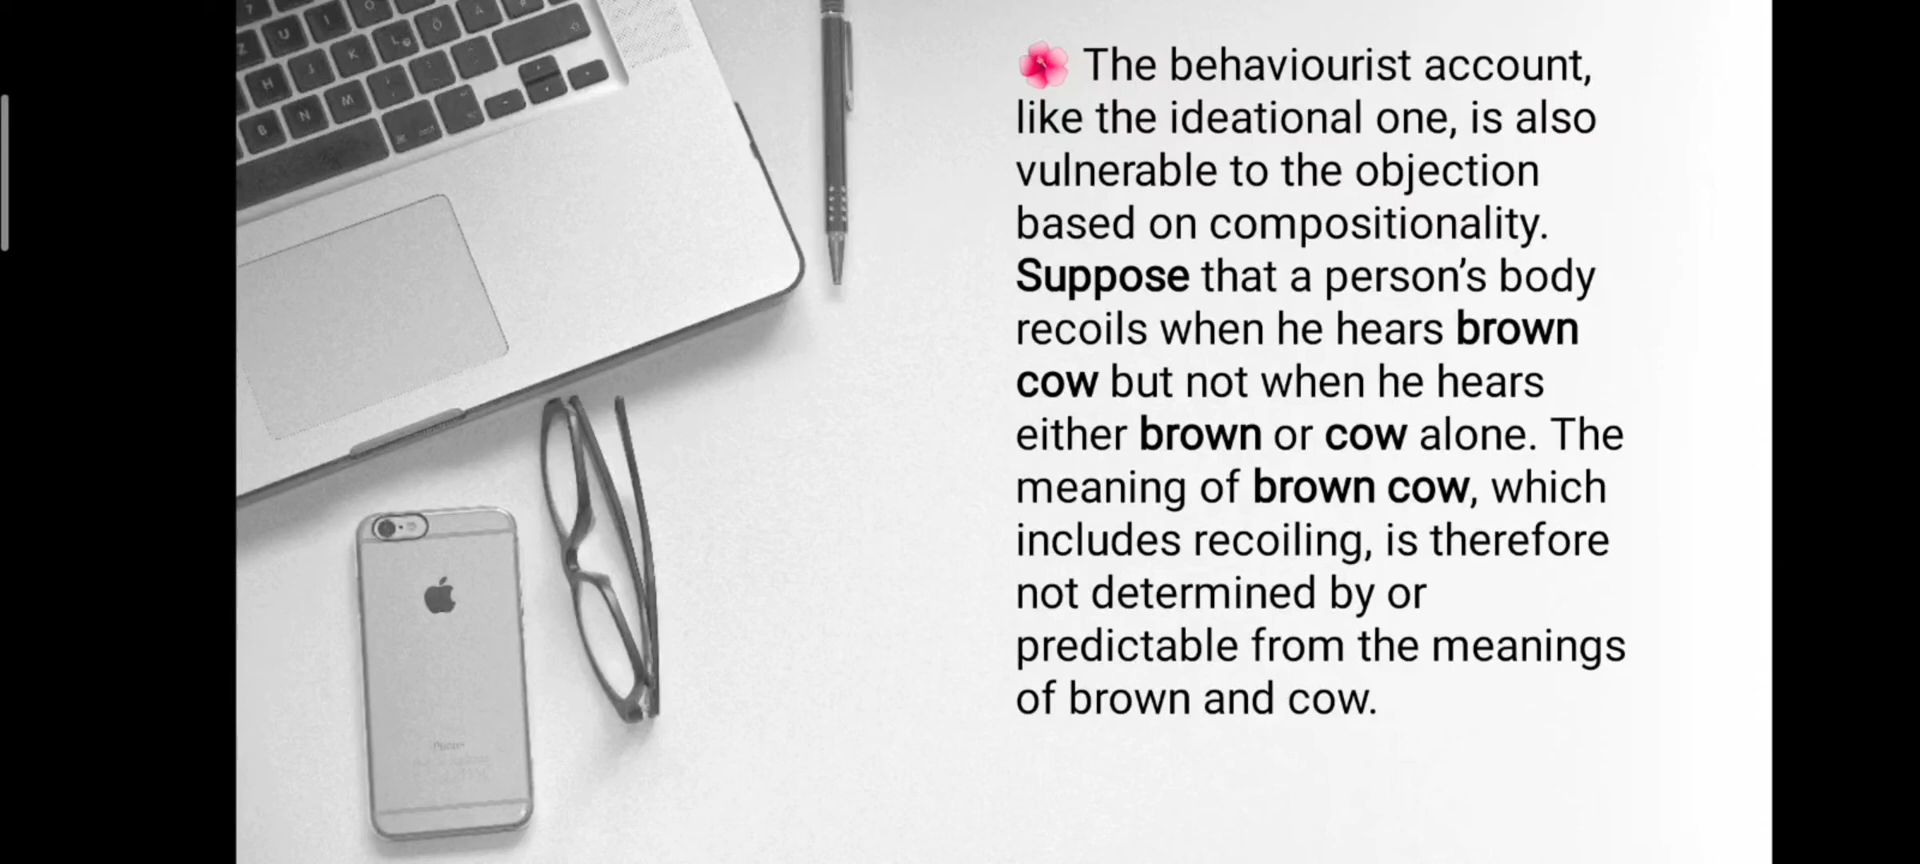 🌺 The behaviourist account,
like the ideational one, is also
vulnerable to the objection
based on compositionality.
Suppose that a person’s body
recoils when he hears brown
cow but not when he hears
either brown or cow alone. The
meaning of brown cow, which
includes recoiling, is therefore
not determined by or
predictable from the meanings
of brown and cow.